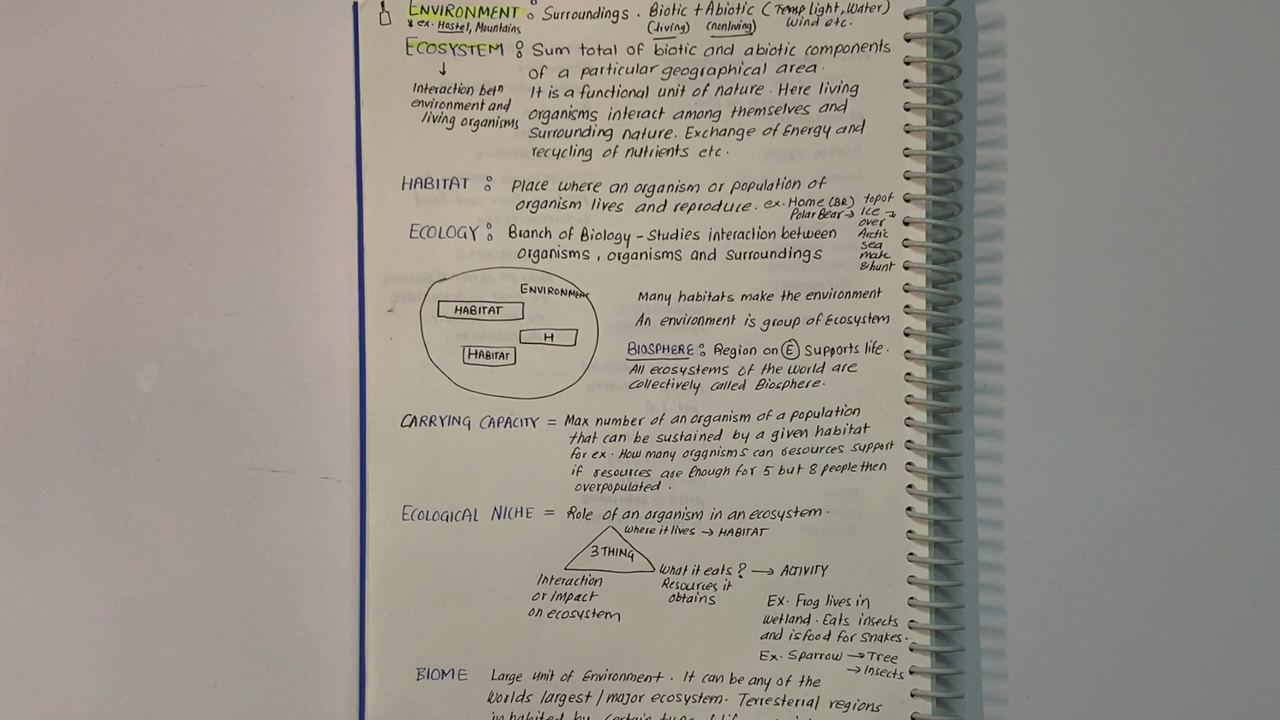 ENVIRONMENT : Surroundings. Biotic + Abiotic (Temp light, Water)
ex. Hostel, Mountains (living) (nonliving) Wind etc.
ECOSYSTEM : Sum total of biotic and abiotic components
of a particular geographical area.
Interaction betn
environment and
living organisms
It is a functional unit of nature. Here living
organisms interact among themselves and
Surrounding nature. Exchange of Energy and
recycling of nutrients etc.
HABITAT : Place where an organism or population of
organism lives and reproduce. ex. Home (BR)
Polar Bear → Ice →
topot
over
Arctic
sea
mate
& hunt
ECOLOGY : Branch of Biology - Studies interaction between
organisms, organisms and surroundings
ENVIRONMENT
HABITAT
H
HABITAT
Many habitats make the environment
An environment is group of Ecosystem
BIOSPHERE : Region on E Supports life.
All ecosystems of the world are
collectively called Biosphere.
CARRYING CAPACITY = Max number of an organism of a population
that can be sustained by a given habitat
for ex. How many orggnisms can resources support
if resources are Enough for 5 but 8 people then
overpopulated.
ECOLOGICAL NICHE = Role of an organism in an ecosystem.
where it lives → HABITAT
3 THING
What it eats? → ACTIVITY
Resources it
obtains
Interaction
or impact
on ecosystem
Ex. Frog lives in
wetland. Eats insects
and is food for snakes.
Ex. Sparrow → Tree
→ Insects
BIOME Large unit of Environment. It can be any of the
Worlds largest / major ecosystem. Terresterial regions
inhabited by certain type of life